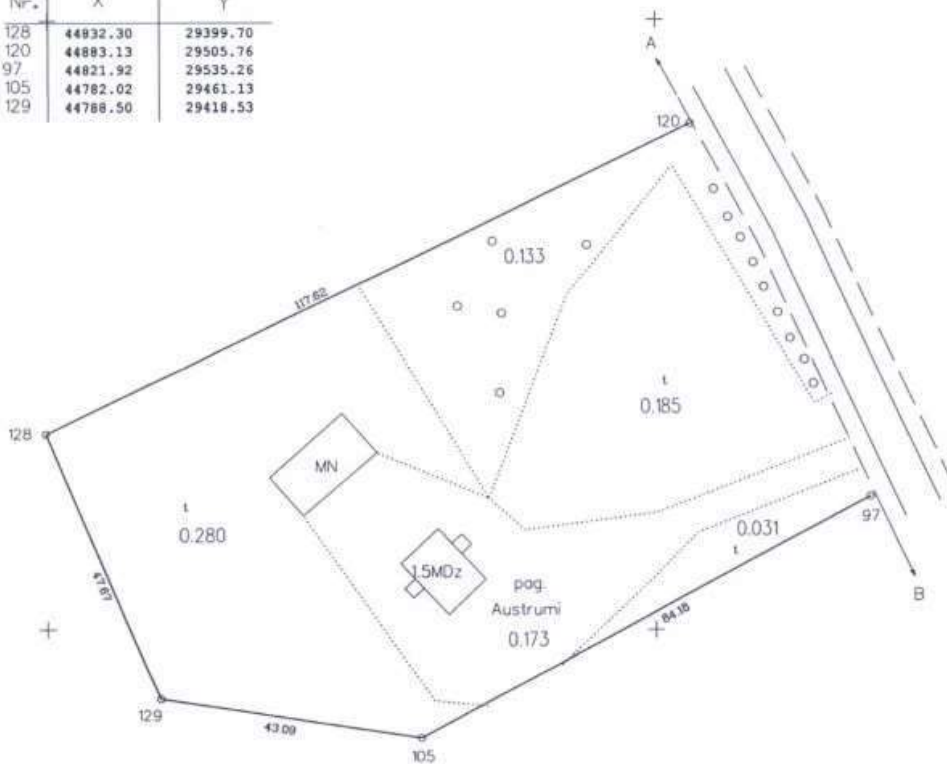 NP. X Y
128 44832.30 29399.70
120 44883.13 29505.76
97 44821.92 29535.26
105 44782.02 29461.13
129 44788.50 29418.53
A
120
0.133
117.62
t
0.185
128
MN
t
0.280
97
0.031
t
1.5MDz
pag.
Austrumi
0.173
47.67
84.18
B
129
43.09
105